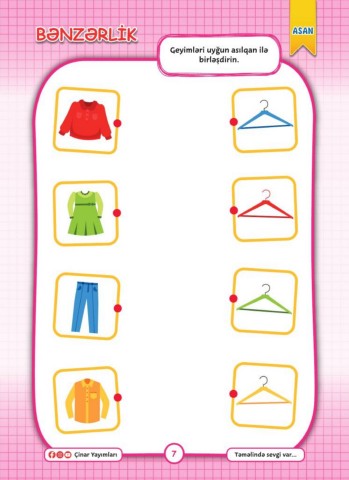 BƏNZƏRLİK
Geyimləri uyğun asılqan ilə
birləşdirin.
ASAN
Çinar Yayımları
7
Təməlində sevgi var...